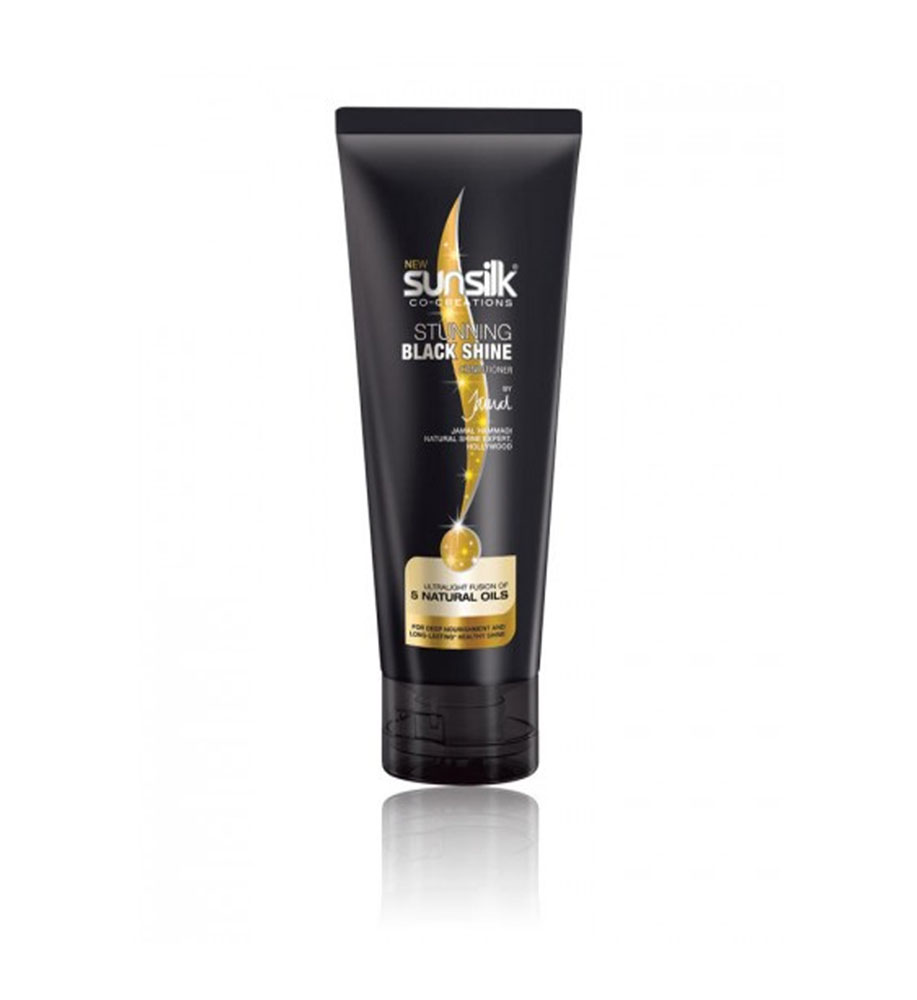 NEW
sunsilk®
CO-CREATIONS
STUNNING
BLACK SHINE
CONDITIONER
BY
Jamal
JAMAL HAMMADI
NATURAL SHINE EXPERT,
HOLLYWOOD
ULTRALIGHT FUSION OF
5 NATURAL OILS
FOR DEEP NOURISHMENT AND
LONG-LASTING* HEALTHY SHINE